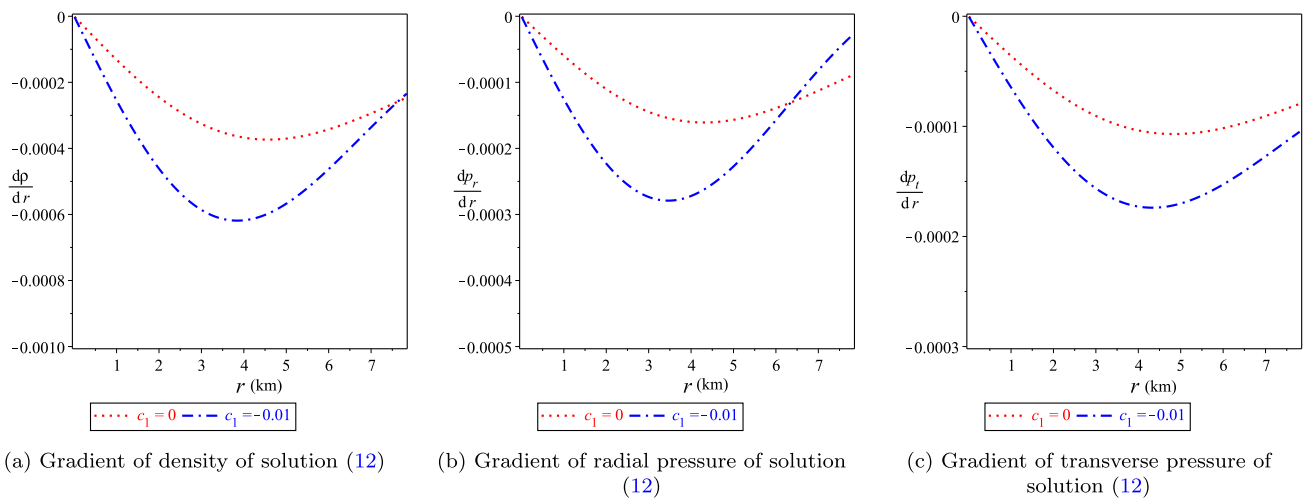 0
−0.0002
−0.0004
−0.0006
−0.0008
−0.0010
dρ
dr
1 2 3 4 5 6 7
r (km)
c₁ = 0 c₁ = −0.01
(a) Gradient of density of solution (12)
0
−0.0001
−0.0002
−0.0003
−0.0004
−0.0005
dpᵣ
dr
1 2 3 4 5 6 7
r (km)
c₁ = 0 c₁ = −0.01
(b) Gradient of radial pressure of solution
(12)
0
−0.0001
−0.0002
−0.0003
dpₜ
dr
1 2 3 4 5 6 7
r (km)
c₁ = 0 c₁ = −0.01
(c) Gradient of transverse pressure of
solution (12)